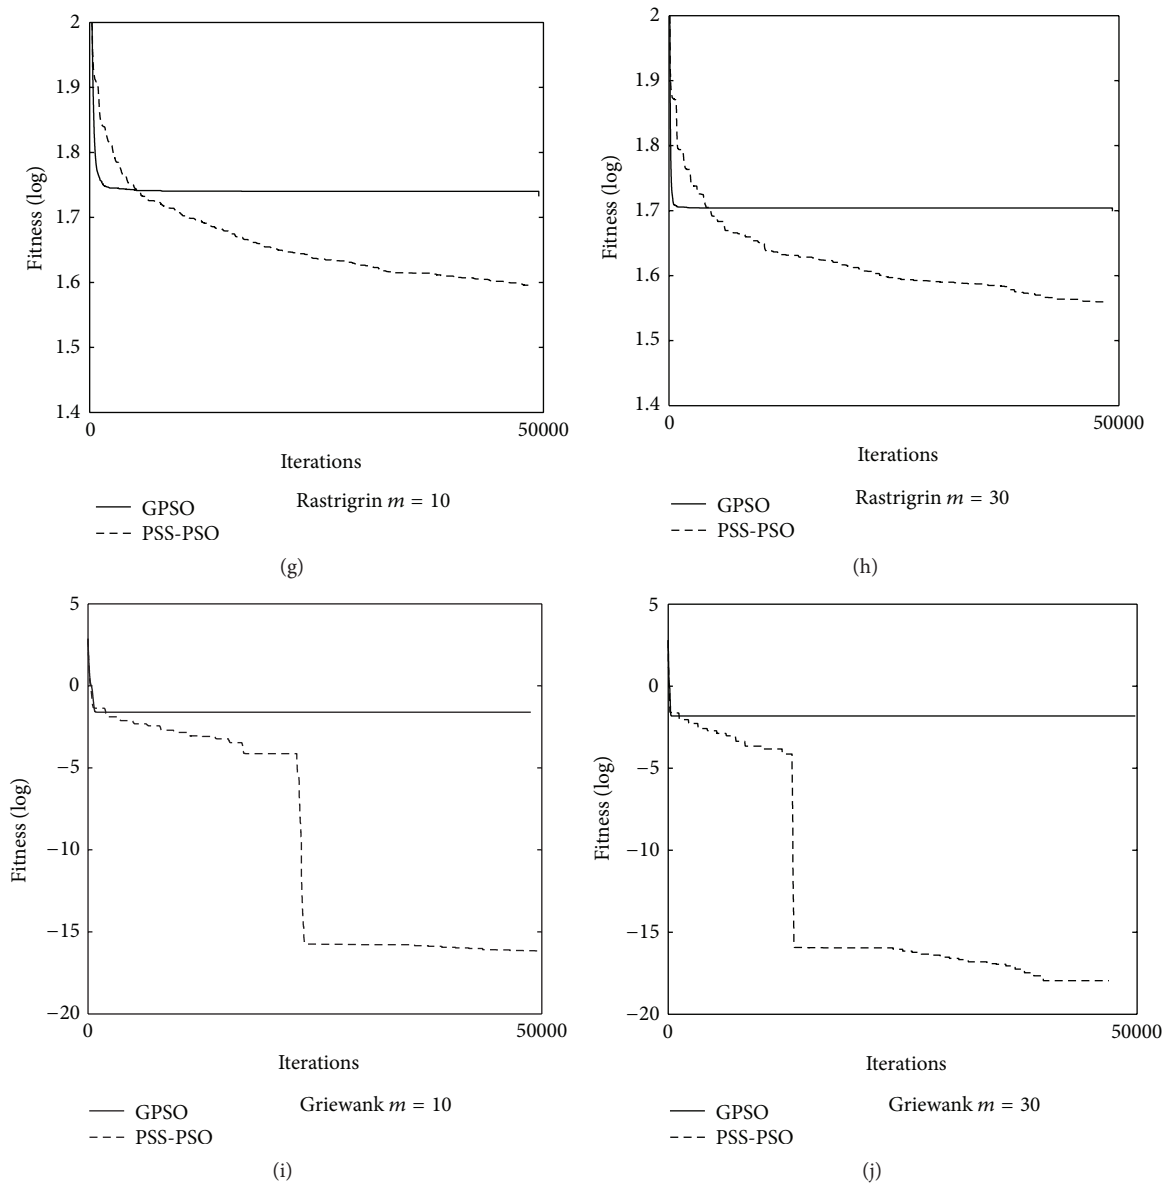 2
1.9
1.8
1.7
1.6
1.5
1.4
Fitness (log)
0
50000
Iterations
GPSO
PSS-PSO
Rastrigrin m = 10
(g)
2
1.9
1.8
1.7
1.6
1.5
1.4
Fitness (log)
0
50000
Iterations
GPSO
PSS-PSO
Rastrigrin m = 30
(h)
5
0
−5
−10
−15
−20
Fitness (log)
0
50000
Iterations
GPSO
PSS-PSO
Griewank m = 10
(i)
5
0
−5
−10
−15
−20
Fitness (log)
0
50000
Iterations
GPSO
PSS-PSO
Griewank m = 30
(j)